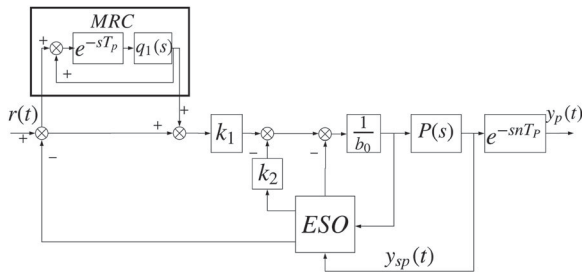 MRC
+ + e^{-sT_p} q_1(s)
+
r(t) +
+ + + k_1 1/b_0 P(s) e^{-snT_P} y_p(t)
− − −
k_2
ESO
y_{sp}(t)